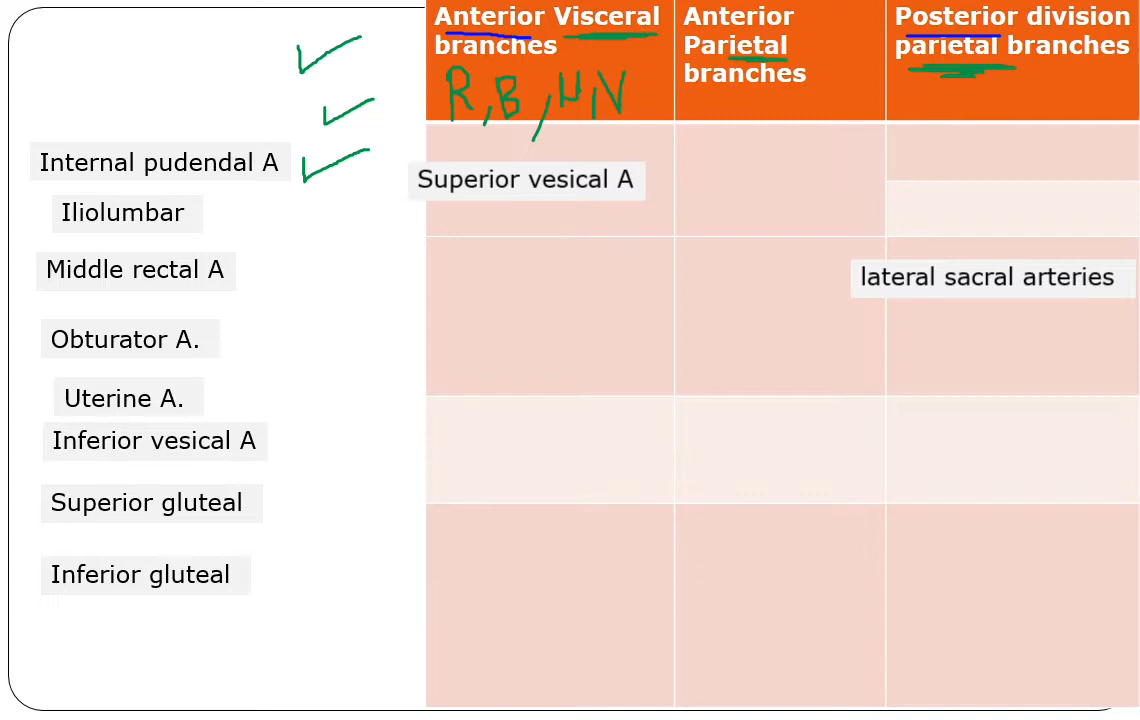 Anterior Visceral
branches
R, B, U, V
Anterior
Parietal
branches
Posterior division
parietal branches
Internal pudendal A
Superior vesical A
Iliolumbar
Middle rectal A
lateral sacral arteries
Obturator A.
Uterine A.
Inferior vesical A
Superior gluteal
Inferior gluteal